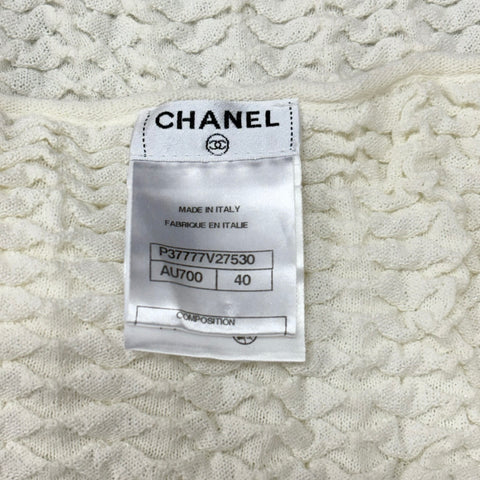 CHANEL
MADE IN ITALY
FABRIQUE EN ITALIE
P37777V27530
AU700 40
COMPOSITION